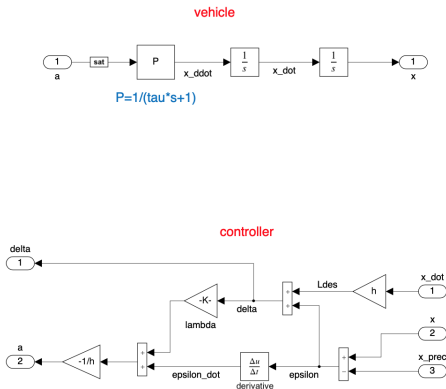 vehicle
1
a
sat
P
x_ddot
1
s
x_dot
1
s
1
x
P=1/(tau*s+1)
controller
delta
1
-K-
lambda
delta
+
+
Ldes
h
x_dot
1
a
2
-1/h
+
+
epsilon_dot
Δu
Δt
derivative
epsilon
+
−
x
2
x_prec
3